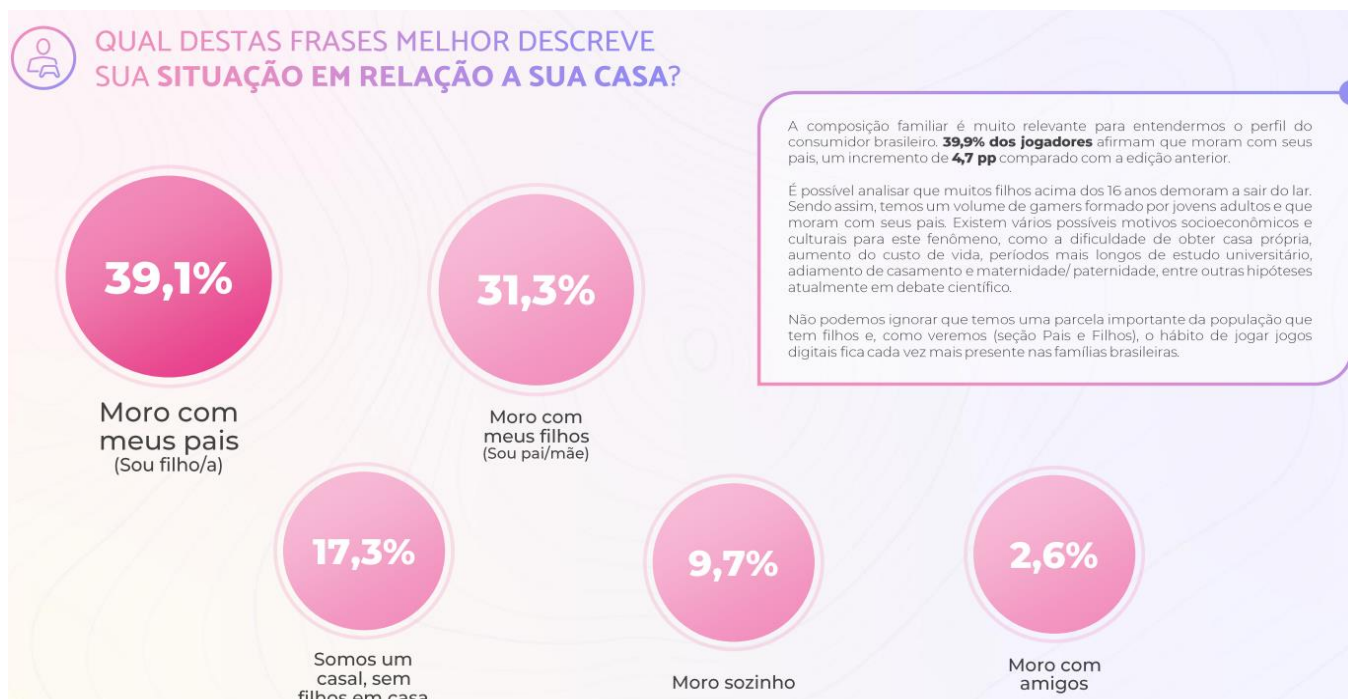 QUAL DESTAS FRASES MELHOR DESCREVE
SUA SITUAÇÃO EM RELAÇÃO A SUA CASA?
A composição familiar é muito relevante para entendermos o perfil do
consumidor brasileiro. 39,9% dos jogadores afirmam que moram com seus
pais, um incremento de 4,7 pp comparado com a edição anterior.
É possível analisar que muitos filhos acima dos 16 anos demoram a sair do lar.
Sendo assim, temos um volume de gamers formado por jovens adultos e que
moram com seus pais. Existem vários possíveis motivos socioeconômicos e
culturais para este fenômeno, como a dificuldade de obter casa própria,
aumento do custo de vida, períodos mais longos de estudo universitário,
adiamento de casamento e maternidade/ paternidade, entre outras hipóteses
atualmente em debate científico.
Não podemos ignorar que temos uma parcela importante da população que
tem filhos e, como veremos (seção Pais e Filhos), o hábito de jogar jogos
digitais fica cada vez mais presente nas famílias brasileiras.
39,1%
Moro com
meus pais
(Sou filho/a)
31,3%
Moro com
meus filhos
(Sou pai/mãe)
17,3%
Somos um
casal, sem
filhos em casa
9,7%
Moro sozinho
2,6%
Moro com
amigos